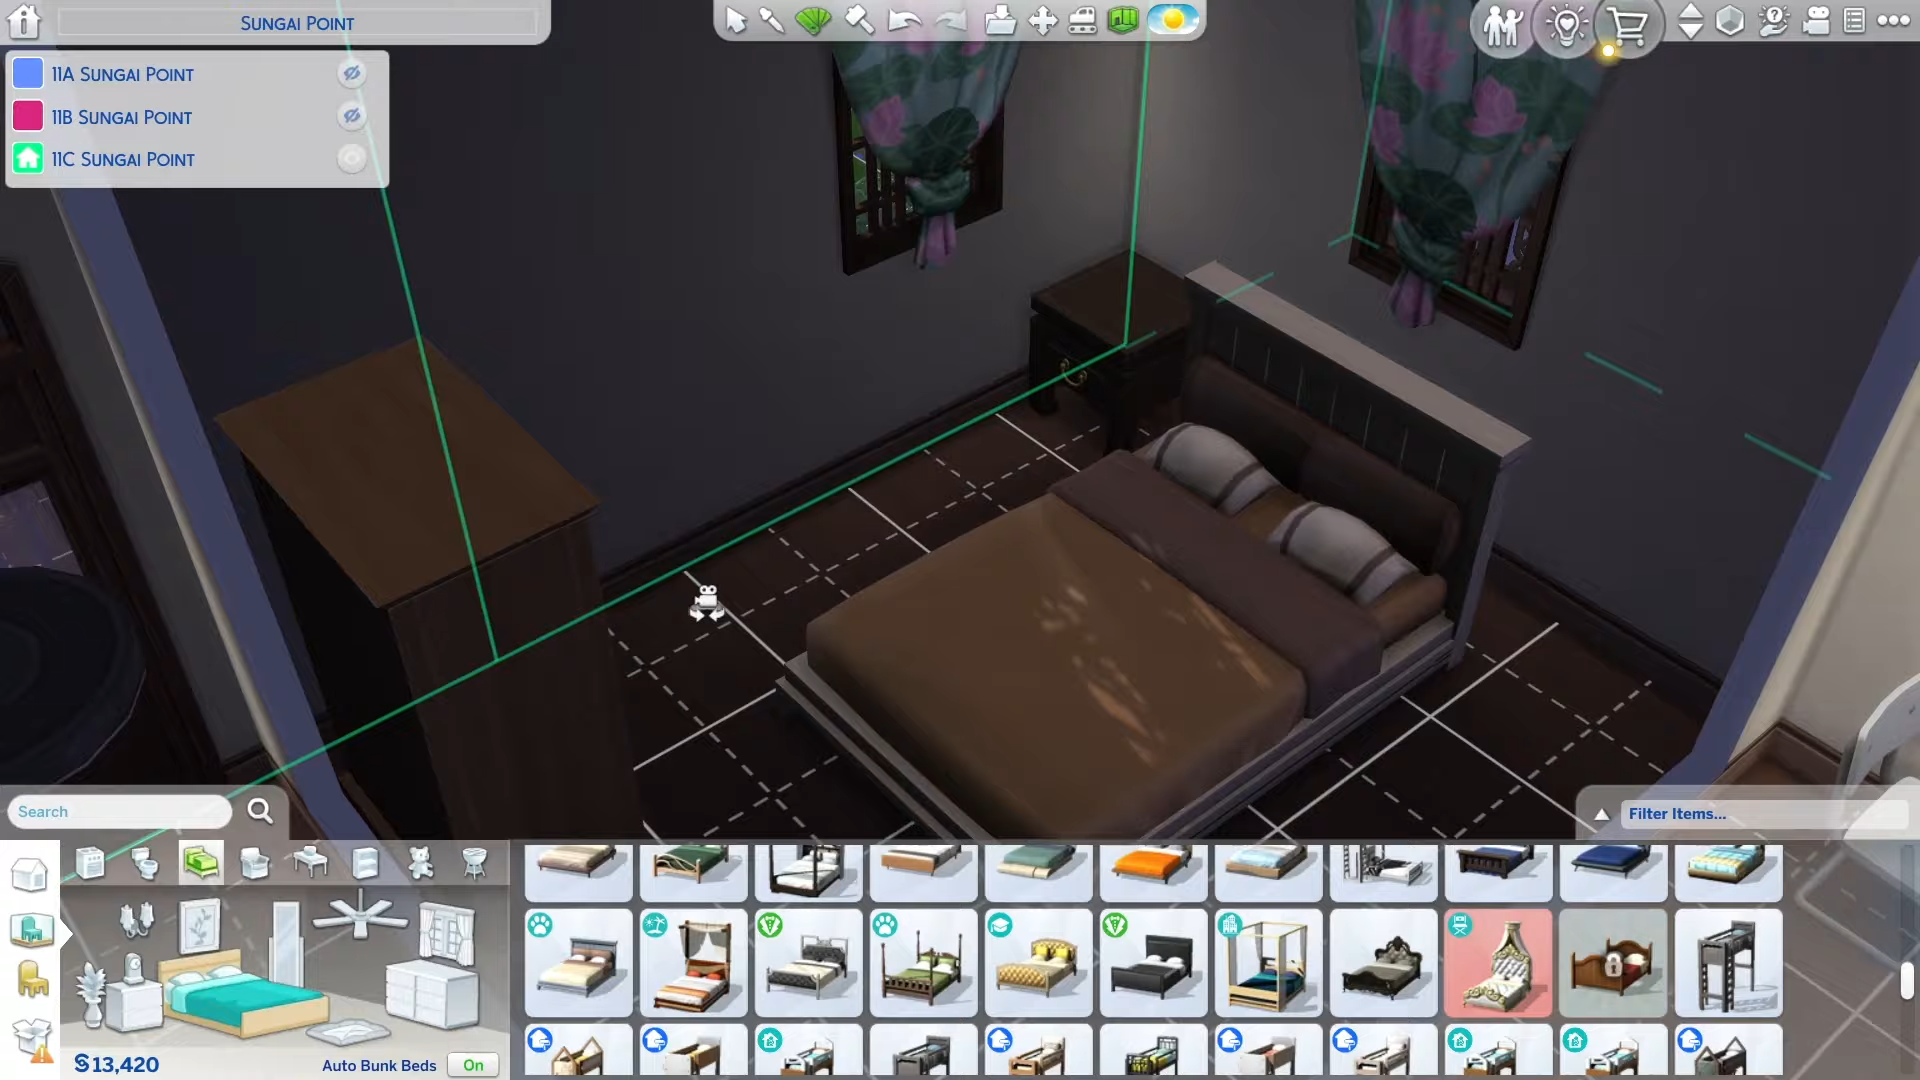 Sungai Point
11A Sungai Point
11B Sungai Point
11C Sungai Point
Search
Filter Items...
§13,420
Auto Bunk Beds
On